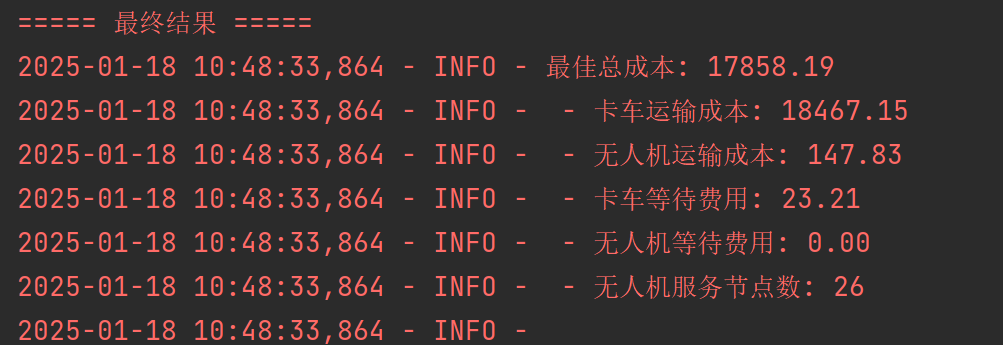 ===== 最终结果 =====
2025-01-18 10:48:33,864 - INFO - 最佳总成本: 17858.19
2025-01-18 10:48:33,864 - INFO -  - 卡车运输成本: 18467.15
2025-01-18 10:48:33,864 - INFO -  - 无人机运输成本: 147.83
2025-01-18 10:48:33,864 - INFO -  - 卡车等待费用: 23.21
2025-01-18 10:48:33,864 - INFO -  - 无人机等待费用: 0.00
2025-01-18 10:48:33,864 - INFO -  - 无人机服务节点数: 26
2025-01-18 10:48:33,864 - INFO -